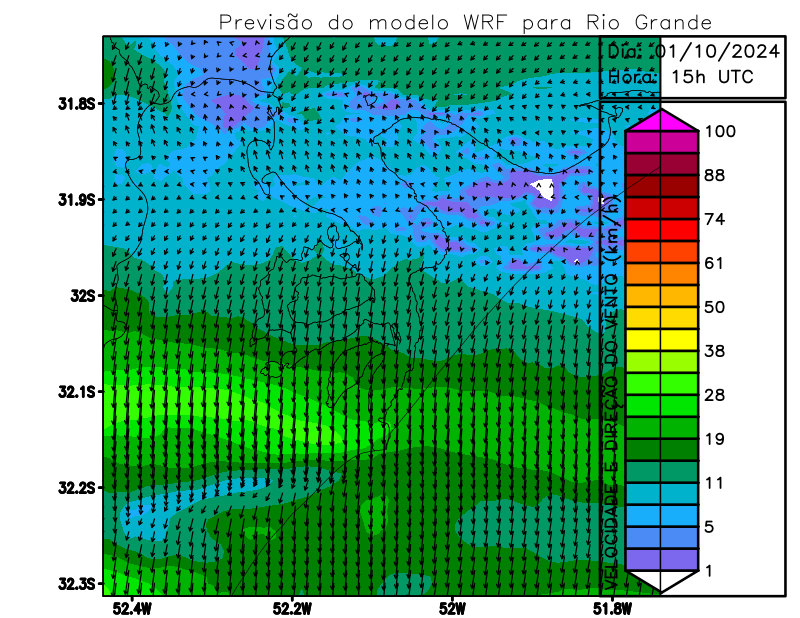 Previsão do modelo WRF para Rio Grande
Dia: 01/10/2024
Hora: 15h UTC
31.8S
31.9S
32S
32.1S
32.2S
32.3S
52.4W
52.2W
52W
51.8W
VELOCIDADE E DIREÇÃO DO VENTO (km/h)
100
88
74
61
50
38
28
19
11
5
1